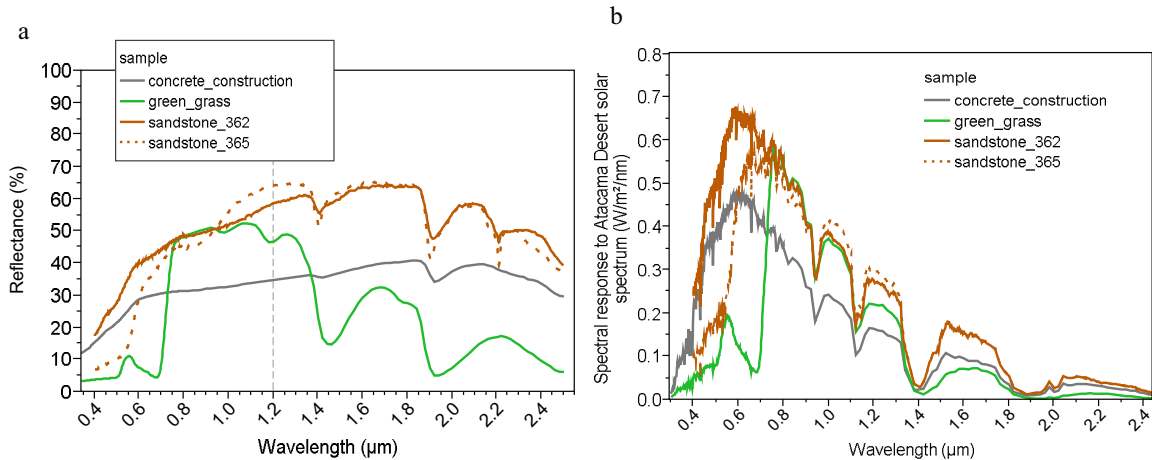 a
sample
concrete_construction
green_grass
sandstone_362
sandstone_365
100
90
80
70
60
50
40
30
20
10
0
Reflectance (%)
0.4
0.6
0.8
1.0
1.2
1.4
1.6
1.8
2.0
2.2
2.4
Wavelength (µm)
b
sample
concrete_construction
green_grass
sandstone_362
sandstone_365
0.8
0.7
0.6
0.5
0.4
0.3
0.2
0.1
0.0
Spectral response to Atacama Desert solar
spectrum (W/m²/nm)
0.4
0.6
0.8
1.0
1.2
1.4
1.6
1.8
2.0
2.2
2.4
Wavelength (µm)